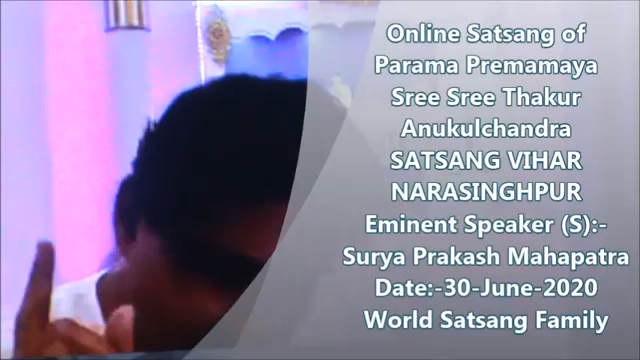 Online Satsang of
Parama Premamaya
Sree Sree Thakur
Anukulchandra
SATSANG VIHAR
NARASINGHPUR
Eminent Speaker (S):-
Surya Prakash Mahapatra
Date:-30-June-2020
World Satsang Family